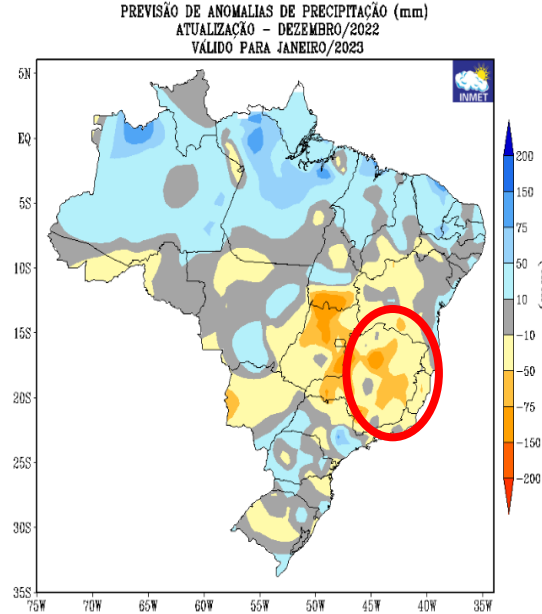 PREVISÃO DE ANOMALIAS DE PRECIPITAÇÃO (mm)
ATUALIZAÇÃO – DEZEMBRO/2022
VÁLIDO PARA JANEIRO/2023
INMET
5N
EQ
5S
10S
15S
20S
25S
30S
35S
75W
70W
65W
60W
55W
50W
45W
40W
35W
200
150
75
50
10
-10
-50
-75
-150
-200